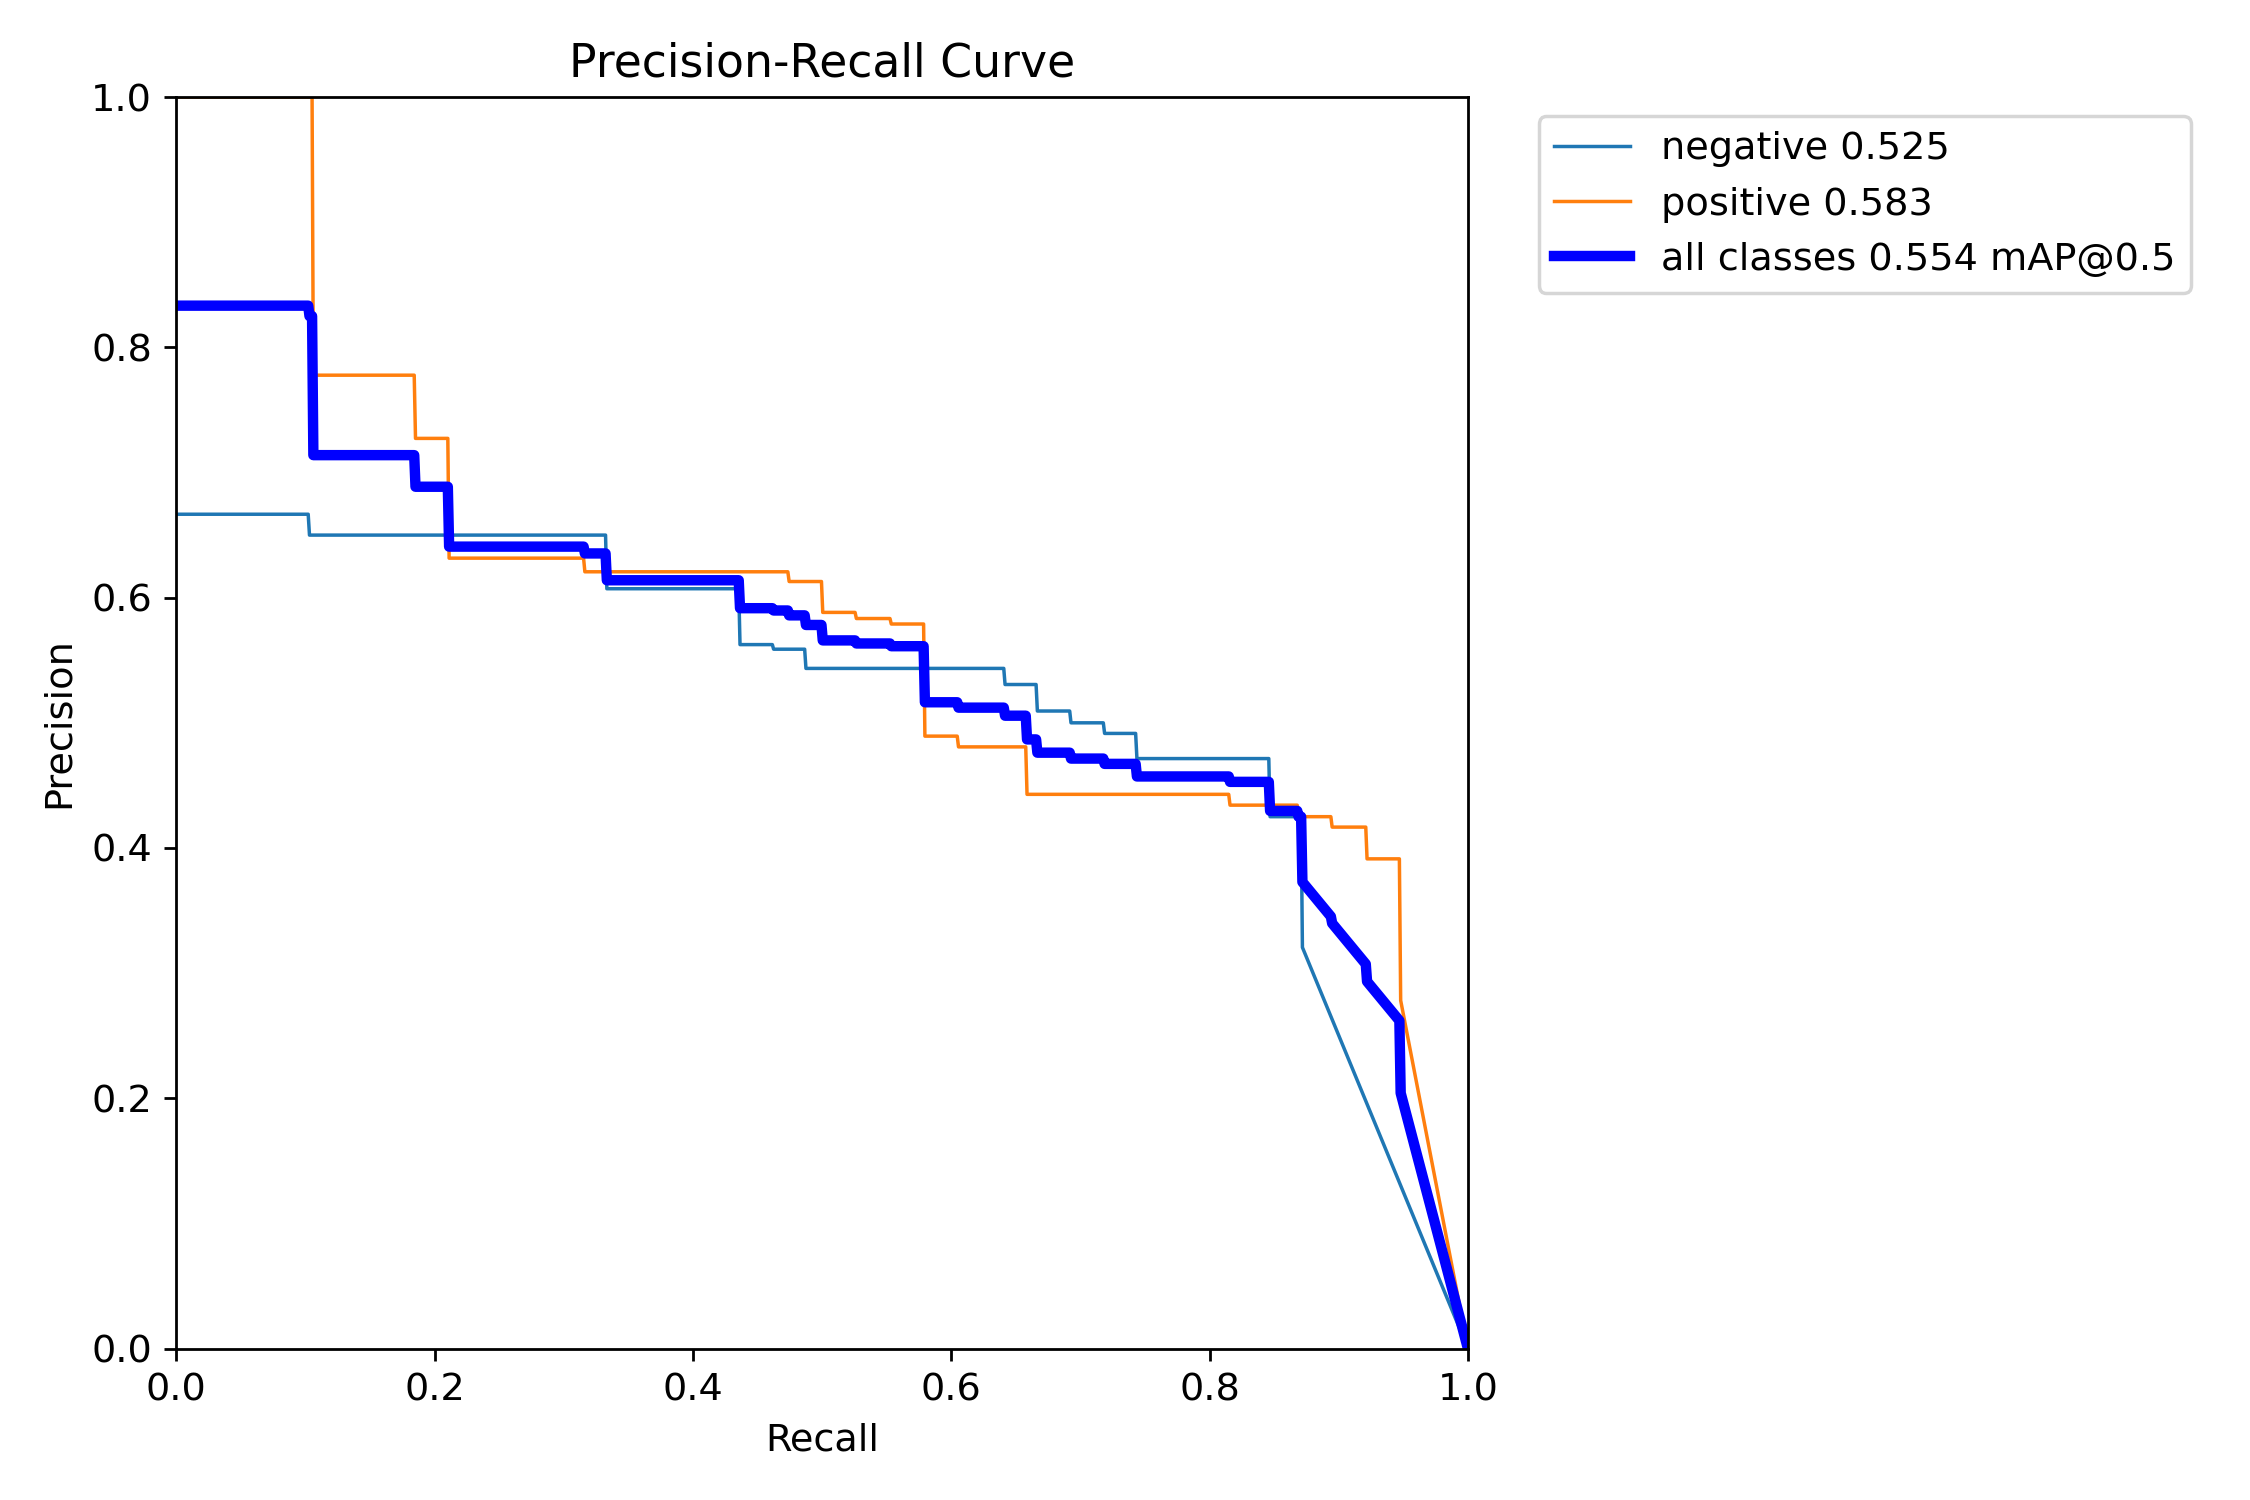 Precision-Recall Curve
negative 0.525
positive 0.583
all classes 0.554 mAP@0.5
Precision
1.0
0.8
0.6
0.4
0.2
0.0
0.0 0.2 0.4 0.6 0.8 1.0
Recall